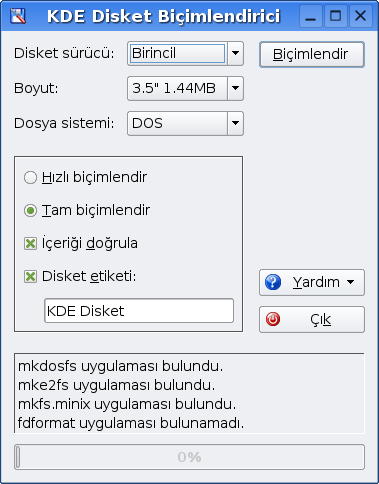 KDE Disket Biçimlendirici
Disket sürücü: Birincil
Biçimlendir
Boyut: 3.5" 1.44MB
Dosya sistemi: DOS
Hızlı biçimlendir
Tam biçimlendir
İçeriği doğrula
Disket etiketi:
Yardım
KDE Disket
Çık
mkdosfs uygulaması bulundu.
mke2fs uygulaması bulundu.
mkfs.minix uygulaması bulundu.
fdformat uygulaması bulunamadı.
0%